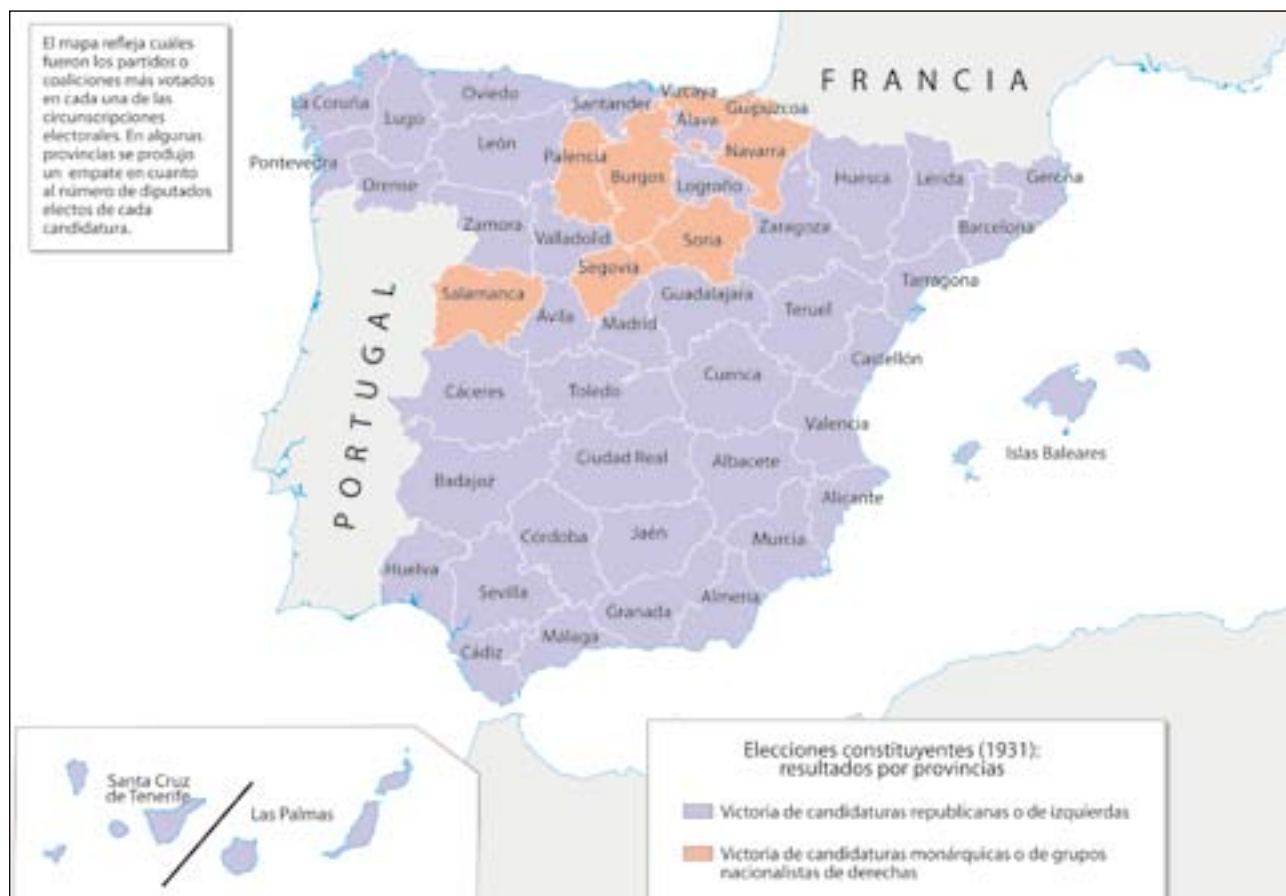 El mapa refleja cuáles
fueron los partidos o
coaliciones más votados
en cada una de las
circunscripciones
electorales. En algunas
provincias se produjo
un empate en cuanto
al número de diputados
electos de cada
candidatura.
FRANCIA
PORTUGAL
La Coruña
Lugo
Oviedo
Santander
Vizcaya
Guipúzcoa
Álava
Navarra
Pontevedra
Orense
León
Palencia
Burgos
Logroño
Huesca
Lérida
Gerona
Zamora
Valladolid
Soria
Zaragoza
Barcelona
Segovia
Salamanca
Ávila
Madrid
Guadalajara
Teruel
Tarragona
Castellón
Cáceres
Toledo
Cuenca
Valencia
Islas Baleares
Badajoz
Ciudad Real
Albacete
Alicante
Córdoba
Jaén
Murcia
Huelva
Sevilla
Granada
Almería
Málaga
Cádiz
Santa Cruz
de Tenerife
Las Palmas
Elecciones constituyentes (1931):
resultados por provincias
Victoria de candidaturas republicanas o de izquierdas
Victoria de candidaturas monárquicas o de grupos
nacionalistas de derechas